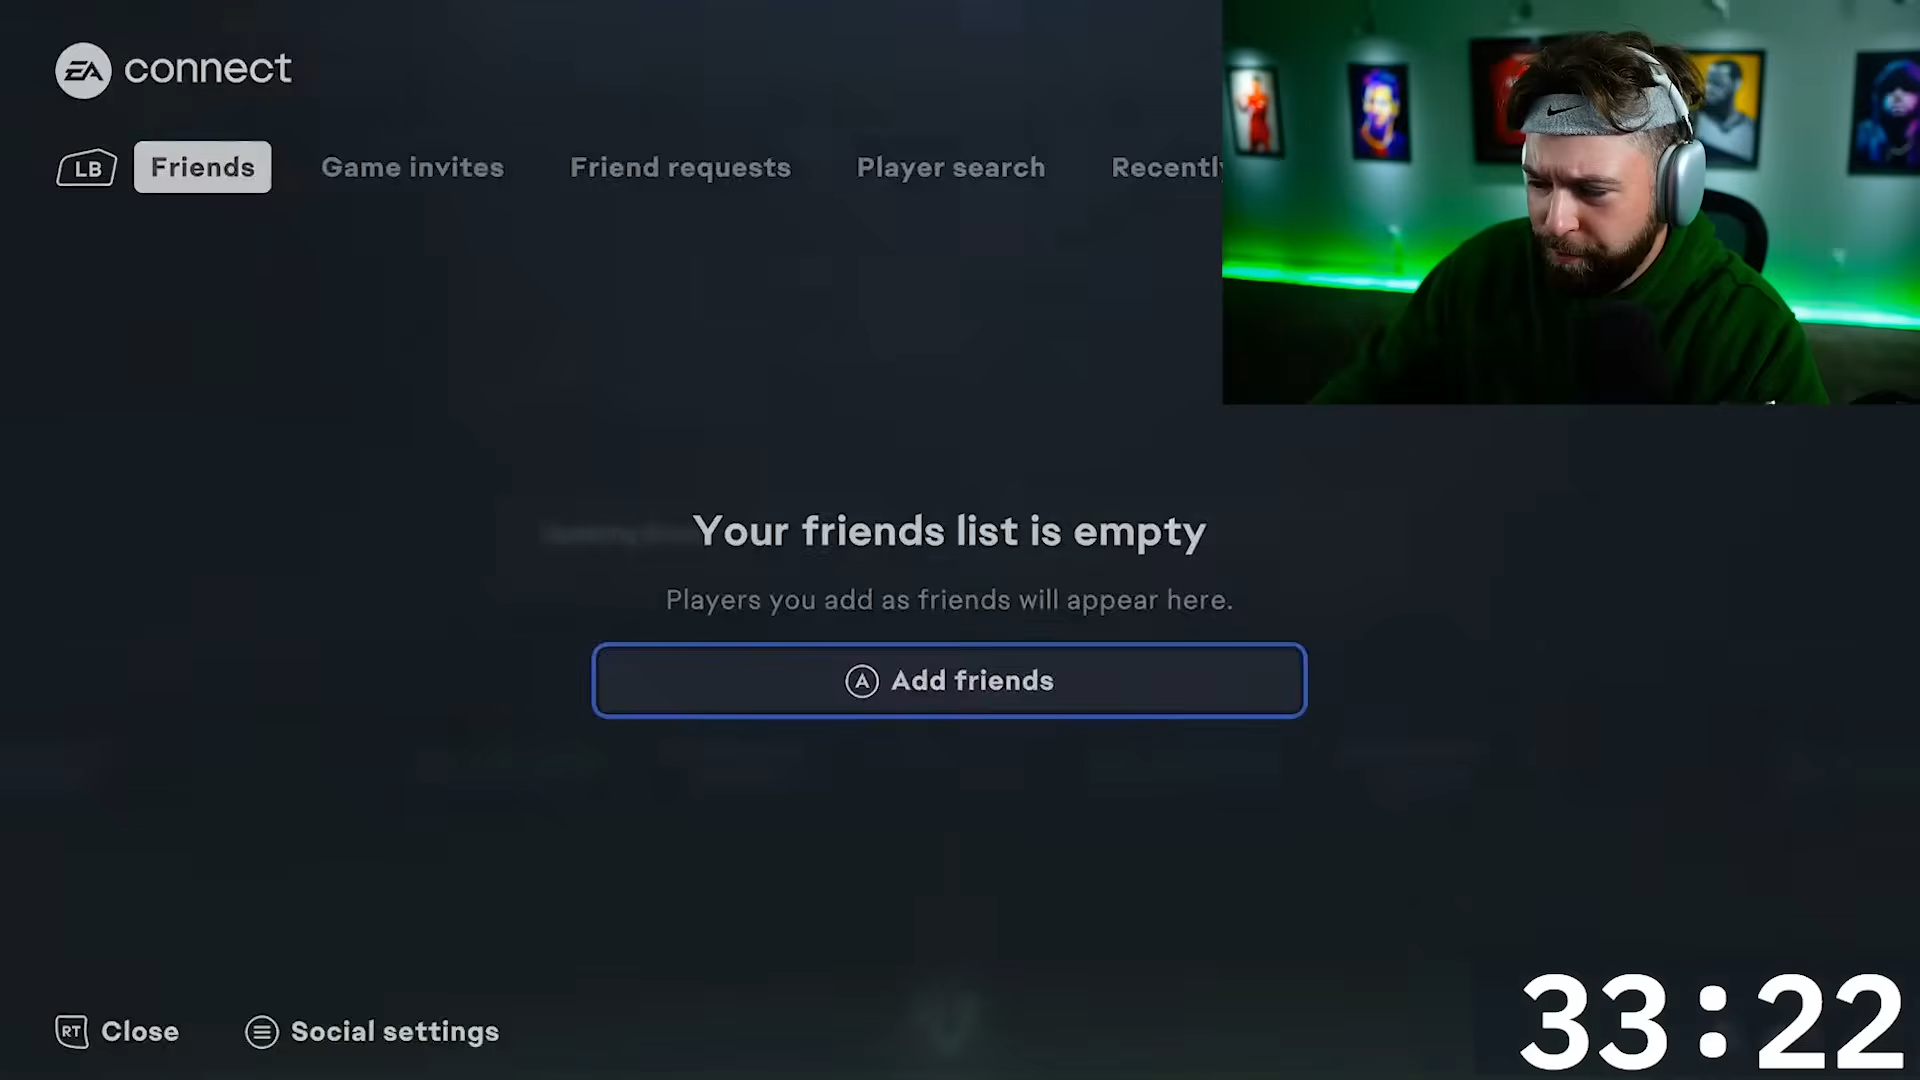 EA connect
LB Friends Game invites Friend requests Player search Recently
Your friends list is empty
Players you add as friends will appear here.
A Add friends
RT Close Social settings
33:22